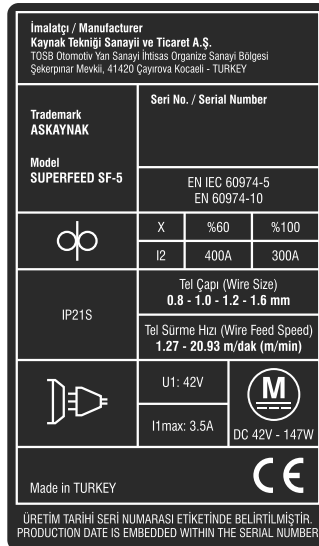 İmalatçı / Manufacturer
Kaynak Tekniği Sanayii ve Ticaret A.Ş.
TOSB Otomotiv Yan Sanayi İhtisas Organize Sanayi Bölgesi
Şekerpınar Mevkii, 41420 Çayırova Kocaeli - TURKEY
Trademark
ASKAYNAK
Model
SUPERFEED SF-5
Seri No. / Serial Number
EN IEC 60974-5
EN 60974-10
X %60 %100
I2 400A 300A
IP21S
Tel Çapı (Wire Size)
0.8 - 1.0 - 1.2 - 1.6 mm
Tel Sürme Hızı (Wire Feed Speed)
1.27 - 20.93 m/dak (m/min)
U1: 42V
I1max: 3.5A
M
DC 42V - 147W
Made in TURKEY
CE
ÜRETİM TARİHİ SERİ NUMARASI ETİKETİNDE BELİRTİLMİŞTİR.
PRODUCTION DATE IS EMBEDDED WITHIN THE SERIAL NUMBER